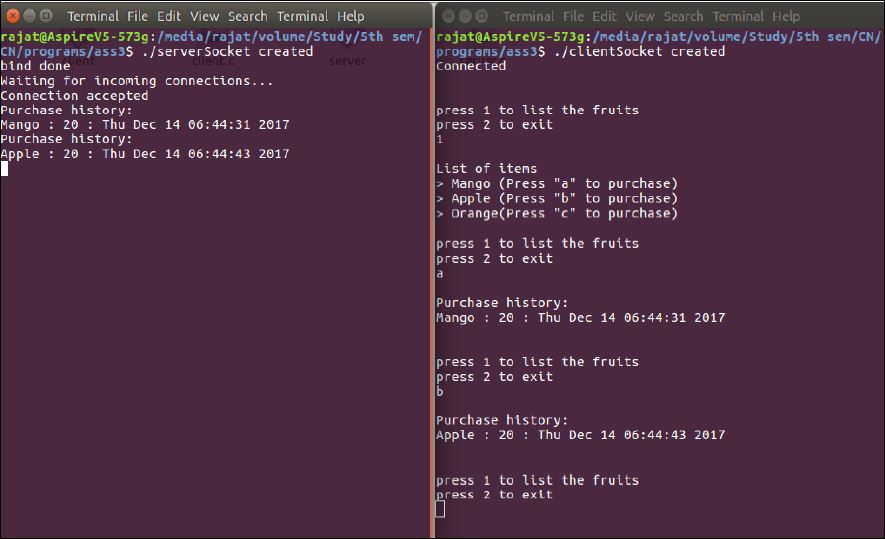 Terminal File Edit View Search Terminal Help
rajat@AspireV5-573g:/media/rajat/volume/Study/5th sem/
CN/programs/ass3$ ./serverSocket created
client client.c server
bind done
Waiting for incoming connections...
Connection accepted
Purchase history:
Mango : 20 : Thu Dec 14 06:44:31 2017
Purchase history:
Apple : 20 : Thu Dec 14 06:44:43 2017
Terminal File Edit View Search Terminal Help
rajat@AspireV5-573g:/media/rajat/volume/Study/5th sem/CN/
programs/ass3$ ./clientSocket created
Connected
press 1 to list the fruits
press 2 to exit
1
List of items
> Mango (Press "a" to purchase)
> Apple (Press "b" to purchase)
> Orange(Press "c" to purchase)
press 1 to list the fruits
press 2 to exit
a
Purchase history:
Mango : 20 : Thu Dec 14 06:44:31 2017
press 1 to list the fruits
press 2 to exit
b
Purchase history:
Apple : 20 : Thu Dec 14 06:44:43 2017
press 1 to list the fruits
press 2 to exit